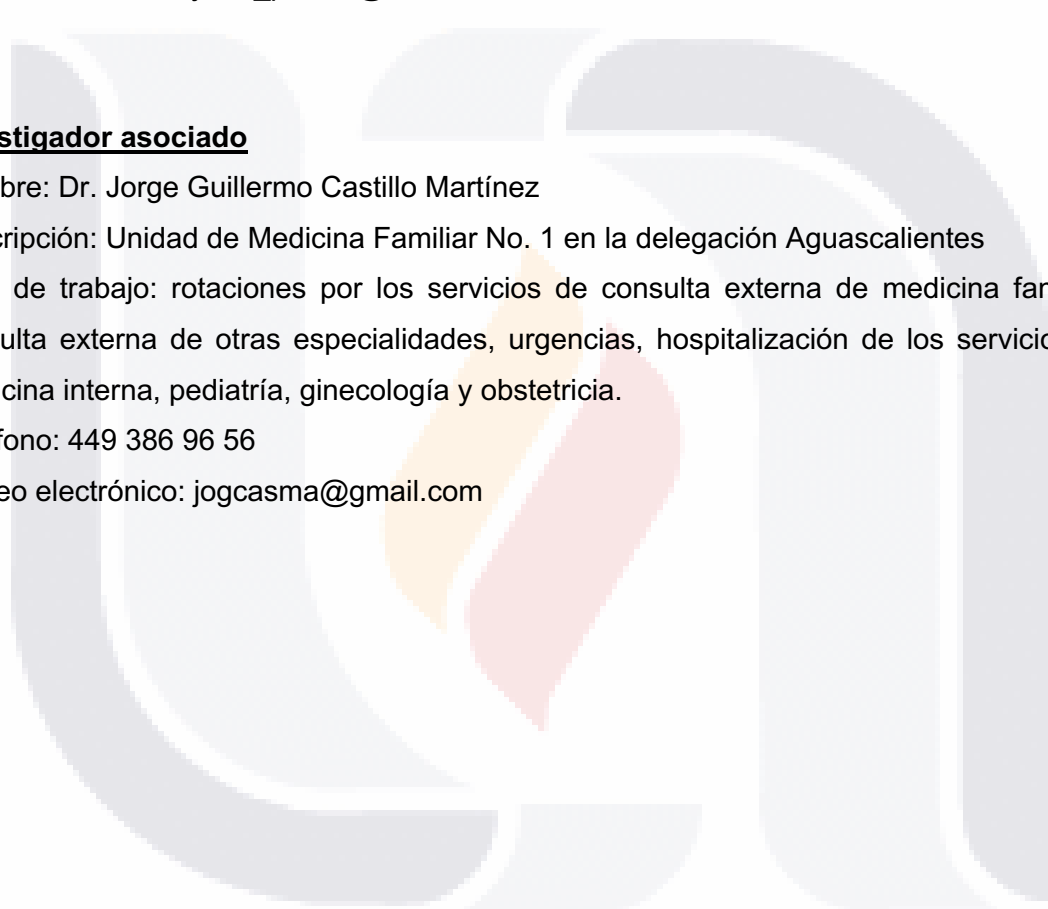 stigador asociado
bre: Dr. Jorge Guillermo Castillo Martínez
cripción: Unidad de Medicina Familiar No. 1 en la delegación Aguascalientes
de trabajo: rotaciones por los servicios de consulta externa de medicina fam
ulta externa de otras especialidades, urgencias, hospitalización de los servicio
icina interna, pediatría, ginecología y obstetricia.
fono: 449 386 96 56
eo electrónico: jogcasma@gmail.com